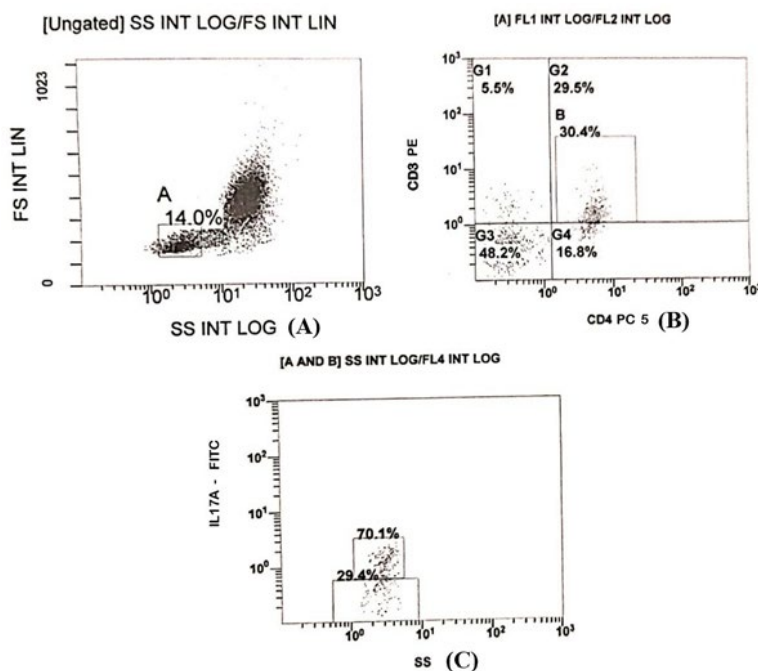 [Ungated] SS INT LOG/FS INT LIN
1023
FS INT LIN
A
14.0%
0
10⁰ 10¹ 10² 10³
SS INT LOG (A)
[A] FL1 INT LOG/FL2 INT LOG
10³
G1
5.5%
G2
29.5%
10²
B
30.4%
CD3 PE
10¹
10⁰
G3
48.2%
G4
16.8%
10⁰ 10¹ 10² 10³
CD4 PC 5 (B)
[A AND B] SS INT LOG/FL4 INT LOG
10³
10²
IL17A - FITC
10¹
70.1%
10⁰
29.4%
10⁰ 10¹ 10² 10³
SS (C)